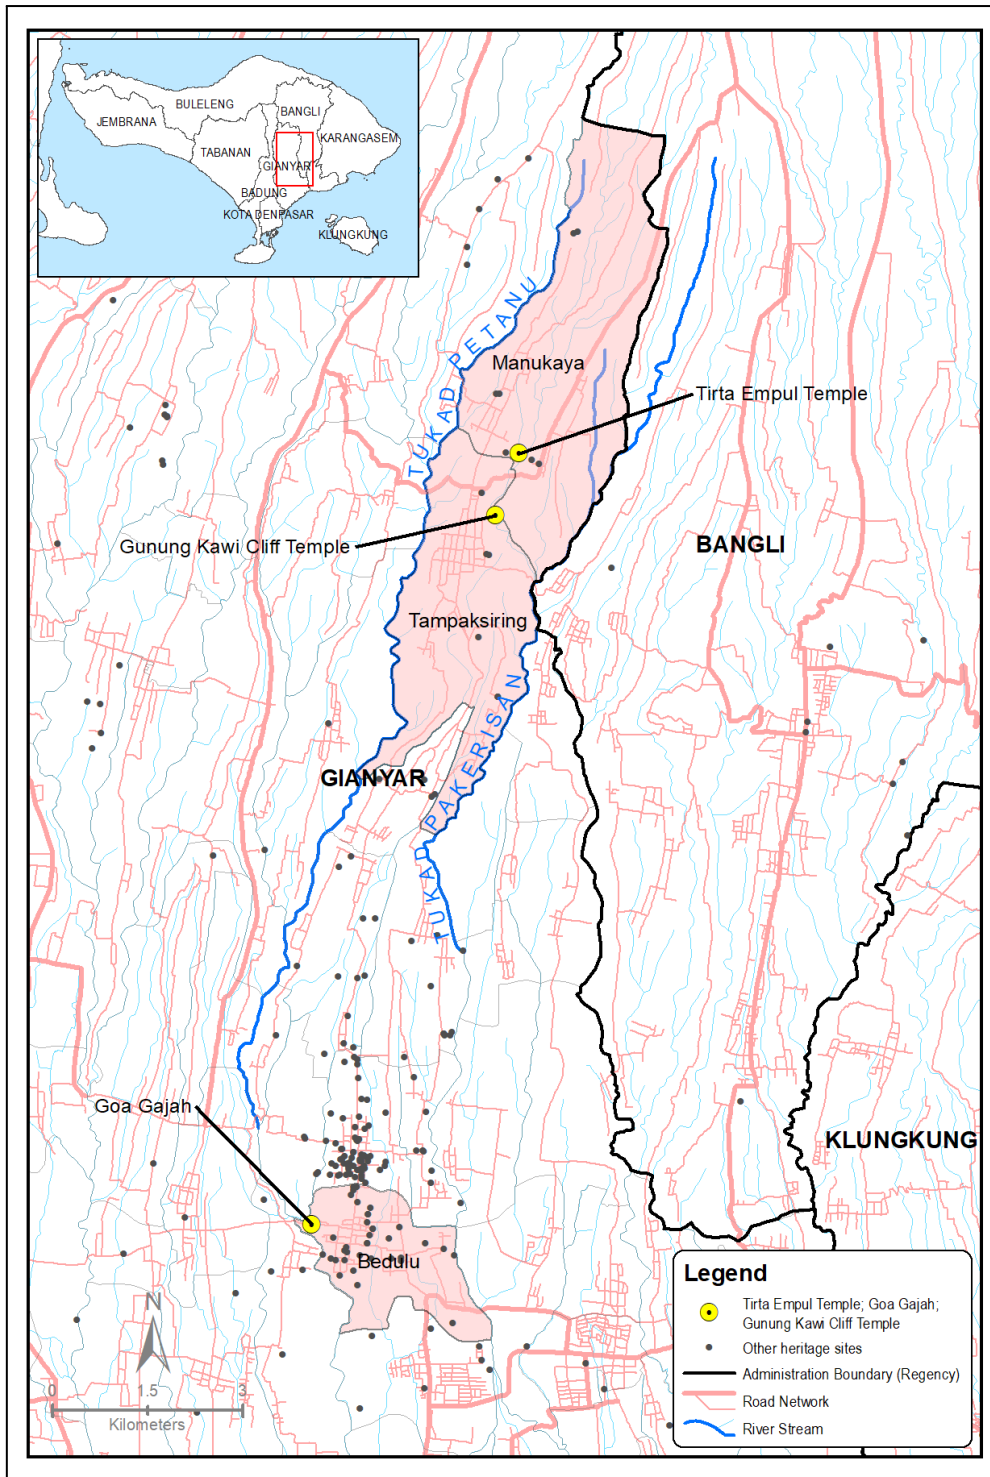 BULELENG
BANGLI
JEMBRANA
KARANGASEM
TABANAN
GIANYAR
BADUNG
KOTA DENPASAR
KLUNGKUNG
TUKAD PETANU
Manukaya
Tirta Empul Temple
Gunung Kawi Cliff Temple
BANGLI
Tampaksiring
TUKAD PAKERISAN
GIANYAR
Goa Gajah
KLUNGKUNG
Bedulu
Legend
Tirta Empul Temple; Goa Gajah;
Gunung Kawi Cliff Temple
Other heritage sites
Administration Boundary (Regency)
Road Network
River Stream
N
0 1.5 3
Kilometers